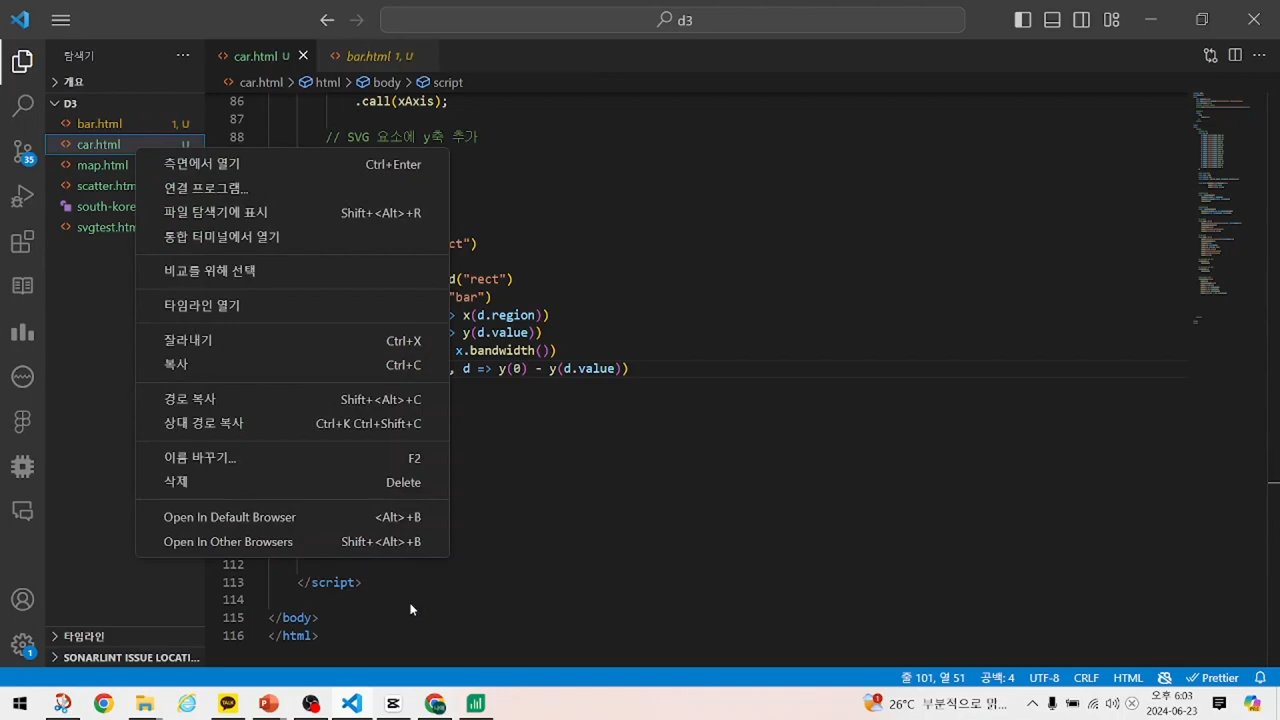 d3
탐색기
car.html U
bar.html 1, U
개요
car.html
html
body
script
D3
86
.call(xAxis);
bar.html
1, U
87
88
// SVG 요소에 y축 추가
car.html
U
map.html
scatter.htm
south-kore
svgtest.htm
측면에서 열기
Ctrl+Enter
연결 프로그램...
파일 탐색기에 표시
Shift+<Alt>+R
통합 터미널에서 열기
비교를 위해 선택
타임라인 열기
잘라내기
Ctrl+X
복사
Ctrl+C
경로 복사
Shift+<Alt>+C
상대 경로 복사
Ctrl+K Ctrl+Shift+C
이름 바꾸기...
F2
삭제
Delete
Open In Default Browser
<Alt>+B
Open In Other Browsers
Shift+<Alt>+B
ct")
d("rect")
"bar")
> x(d.region))
> y(d.value))
x.bandwidth())
, d => y(0) - y(d.value))
35
112
113
</script>
114
115
</body>
116
</html>
타임라인
SONARLINT ISSUE LOCATI...
1
줄 101, 열 51
공백: 4
UTF-8
CRLF
HTML
Prettier
TALK
26°C 부분적으로 맑...
오후 6:03
2024-06-23